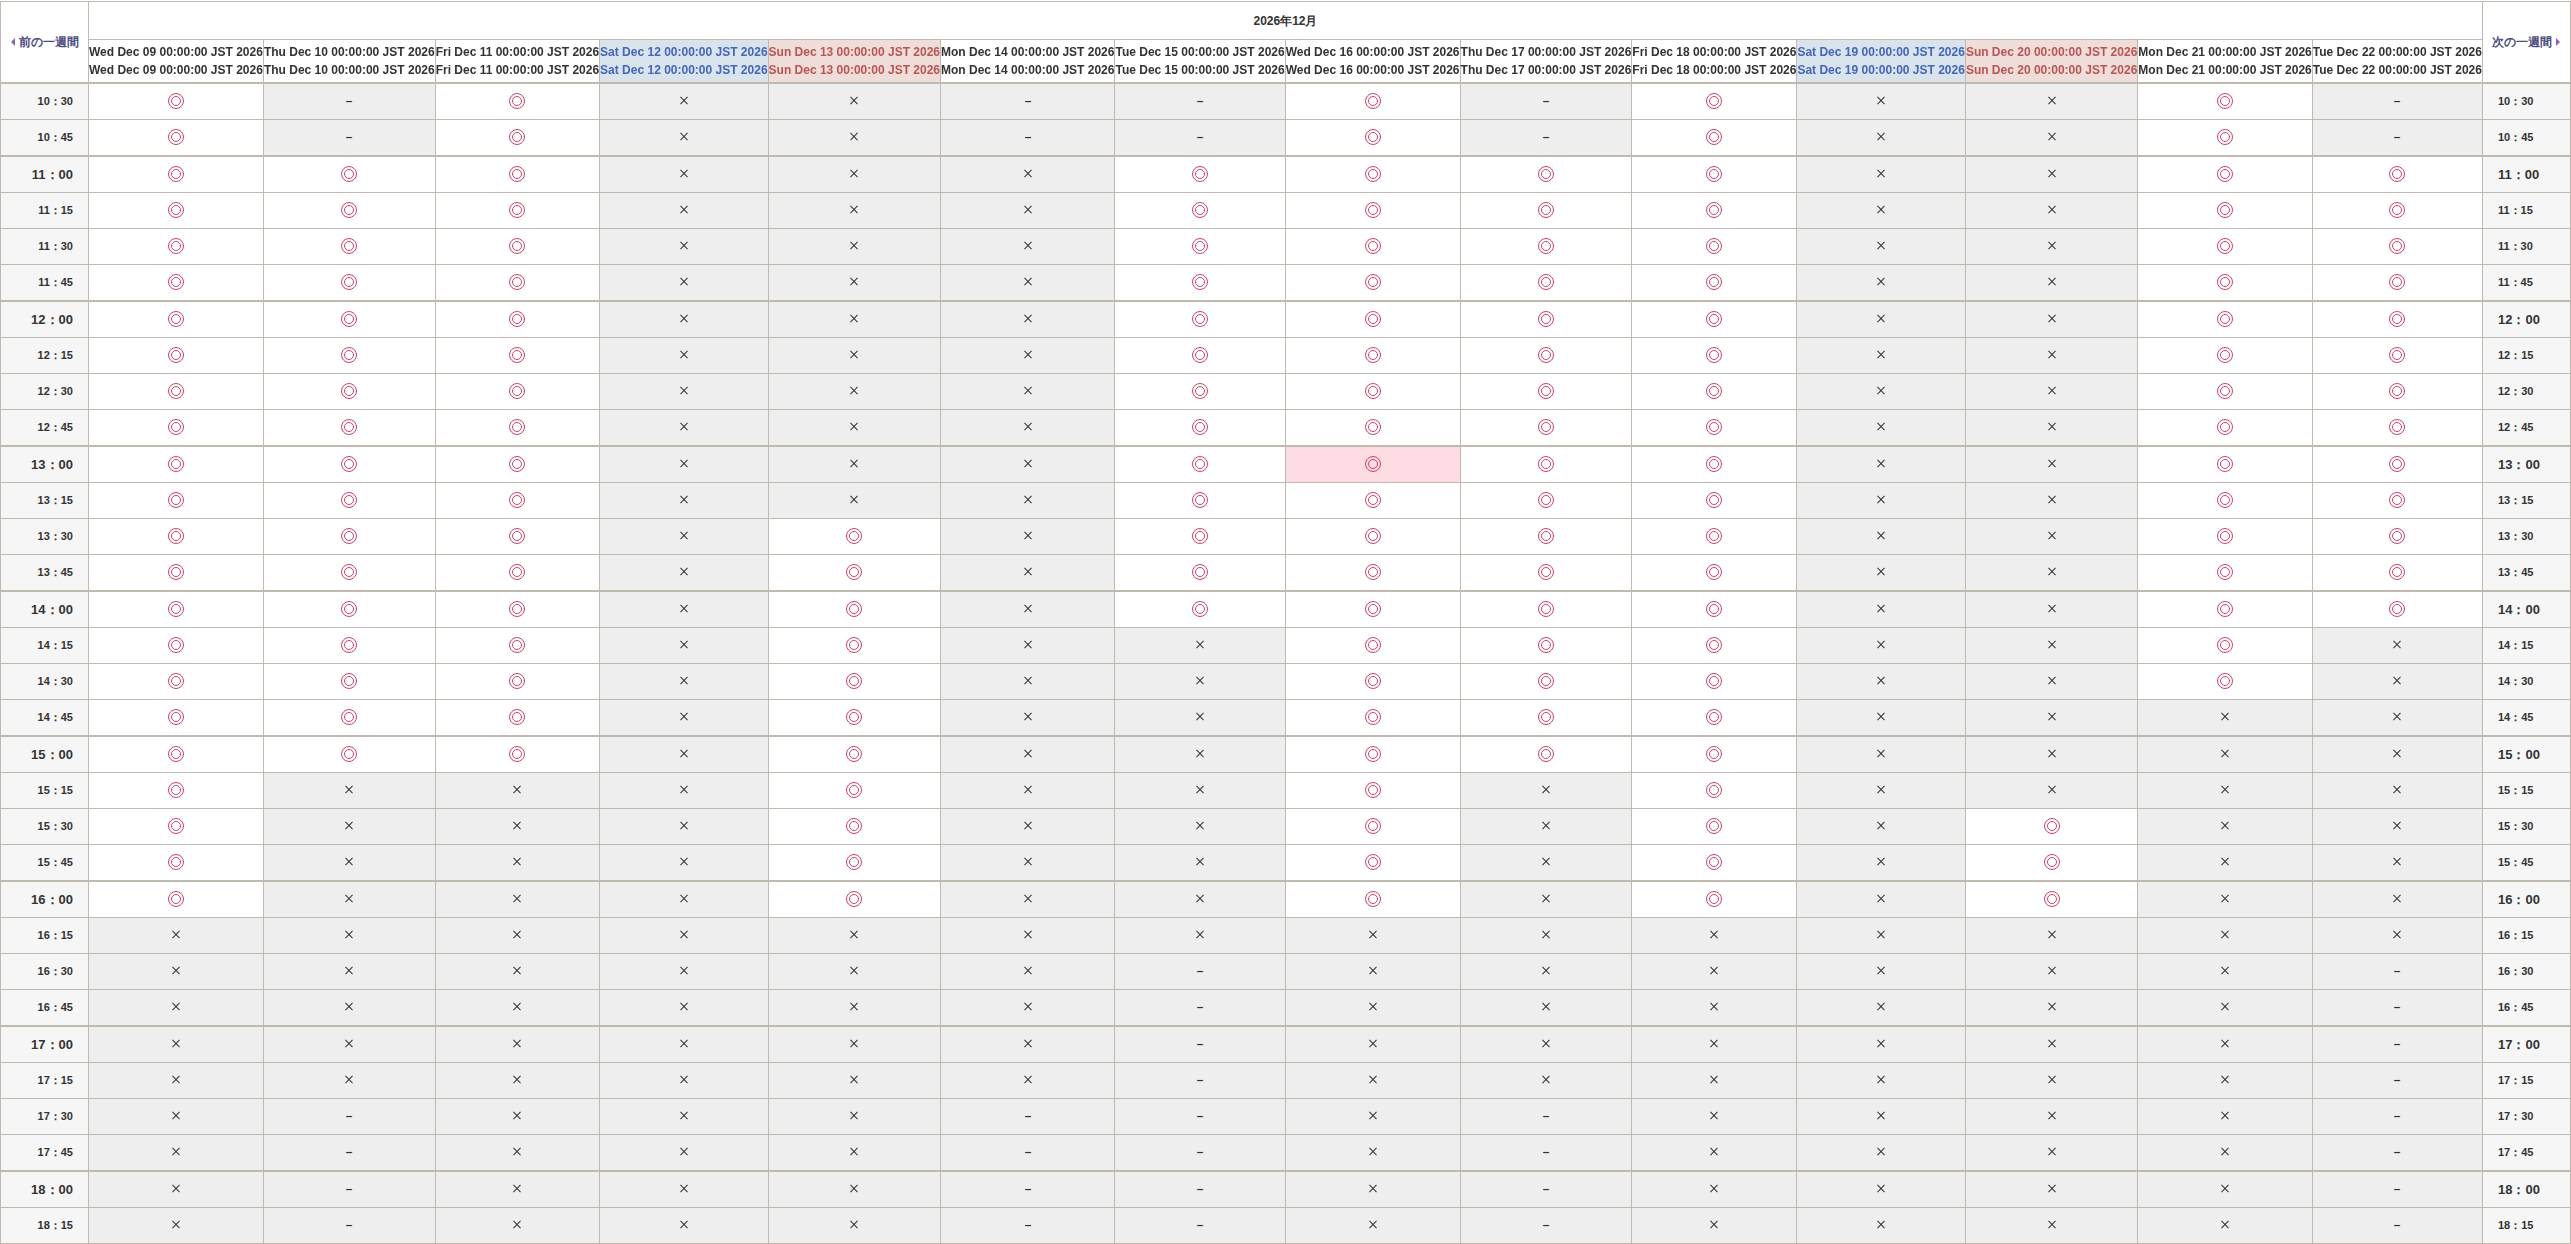 2026年12月
前の一週間 次の一週間
Wed Dec 09 00:00:00 JST 2026 Thu Dec 10 00:00:00 JST 2026 Fri Dec 11 00:00:00 JST 2026 Sat Dec 12 00:00:00 JST 2026 Sun Dec 13 00:00:00 JST 2026 Mon Dec 14 00:00:00 JST 2026 Tue Dec 15 00:00:00 JST 2026 Wed Dec 16 00:00:00 JST 2026 Thu Dec 17 00:00:00 JST 2026 Fri Dec 18 00:00:00 JST 2026 Sat Dec 19 00:00:00 JST 2026 Sun Dec 20 00:00:00 JST 2026 Mon Dec 21 00:00:00 JST 2026 Tue Dec 22 00:00:00 JST 2026
Wed Dec 09 00:00:00 JST 2026 Thu Dec 10 00:00:00 JST 2026 Fri Dec 11 00:00:00 JST 2026 Sat Dec 12 00:00:00 JST 2026 Sun Dec 13 00:00:00 JST 2026 Mon Dec 14 00:00:00 JST 2026 Tue Dec 15 00:00:00 JST 2026 Wed Dec 16 00:00:00 JST 2026 Thu Dec 17 00:00:00 JST 2026 Fri Dec 18 00:00:00 JST 2026 Sat Dec 19 00:00:00 JST 2026 Sun Dec 20 00:00:00 JST 2026 Mon Dec 21 00:00:00 JST 2026 Tue Dec 22 00:00:00 JST 2026
10：30 ◎ – ◎ × × – – ◎ – ◎ × × ◎ – 10：30
10：45 ◎ – ◎ × × – – ◎ – ◎ × × ◎ – 10：45
11：00 ◎ ◎ ◎ × × × ◎ ◎ ◎ ◎ × × ◎ ◎ 11：00
11：15 ◎ ◎ ◎ × × × ◎ ◎ ◎ ◎ × × ◎ ◎ 11：15
11：30 ◎ ◎ ◎ × × × ◎ ◎ ◎ ◎ × × ◎ ◎ 11：30
11：45 ◎ ◎ ◎ × × × ◎ ◎ ◎ ◎ × × ◎ ◎ 11：45
12：00 ◎ ◎ ◎ × × × ◎ ◎ ◎ ◎ × × ◎ ◎ 12：00
12：15 ◎ ◎ ◎ × × × ◎ ◎ ◎ ◎ × × ◎ ◎ 12：15
12：30 ◎ ◎ ◎ × × × ◎ ◎ ◎ ◎ × × ◎ ◎ 12：30
12：45 ◎ ◎ ◎ × × × ◎ ◎ ◎ ◎ × × ◎ ◎ 12：45
13：00 ◎ ◎ ◎ × × × ◎ ◎ ◎ ◎ × × ◎ ◎ 13：00
13：15 ◎ ◎ ◎ × × × ◎ ◎ ◎ ◎ × × ◎ ◎ 13：15
13：30 ◎ ◎ ◎ × ◎ × ◎ ◎ ◎ ◎ × × ◎ ◎ 13：30
13：45 ◎ ◎ ◎ × ◎ × ◎ ◎ ◎ ◎ × × ◎ ◎ 13：45
14：00 ◎ ◎ ◎ × ◎ × ◎ ◎ ◎ ◎ × × ◎ ◎ 14：00
14：15 ◎ ◎ ◎ × ◎ × × ◎ ◎ ◎ × × ◎ × 14：15
14：30 ◎ ◎ ◎ × ◎ × × ◎ ◎ ◎ × × ◎ × 14：30
14：45 ◎ ◎ ◎ × ◎ × × ◎ ◎ ◎ × × × × 14：45
15：00 ◎ ◎ ◎ × ◎ × × ◎ ◎ ◎ × × × × 15：00
15：15 ◎ × × × ◎ × × ◎ × ◎ × × × × 15：15
15：30 ◎ × × × ◎ × × ◎ × ◎ × ◎ × × 15：30
15：45 ◎ × × × ◎ × × ◎ × ◎ × ◎ × × 15：45
16：00 ◎ × × × ◎ × × ◎ × ◎ × ◎ × × 16：00
16：15 × × × × × × × × × × × × × × 16：15
16：30 × × × × × × – × × × × × × – 16：30
16：45 × × × × × × – × × × × × × – 16：45
17：00 × × × × × × – × × × × × × – 17：00
17：15 × × × × × × – × × × × × × – 17：15
17：30 × – × × × – – × – × × × × – 17：30
17：45 × – × × × – – × – × × × × – 17：45
18：00 × – × × × – – × – × × × × – 18：00
18：15 × – × × × – – × – × × × × – 18：15